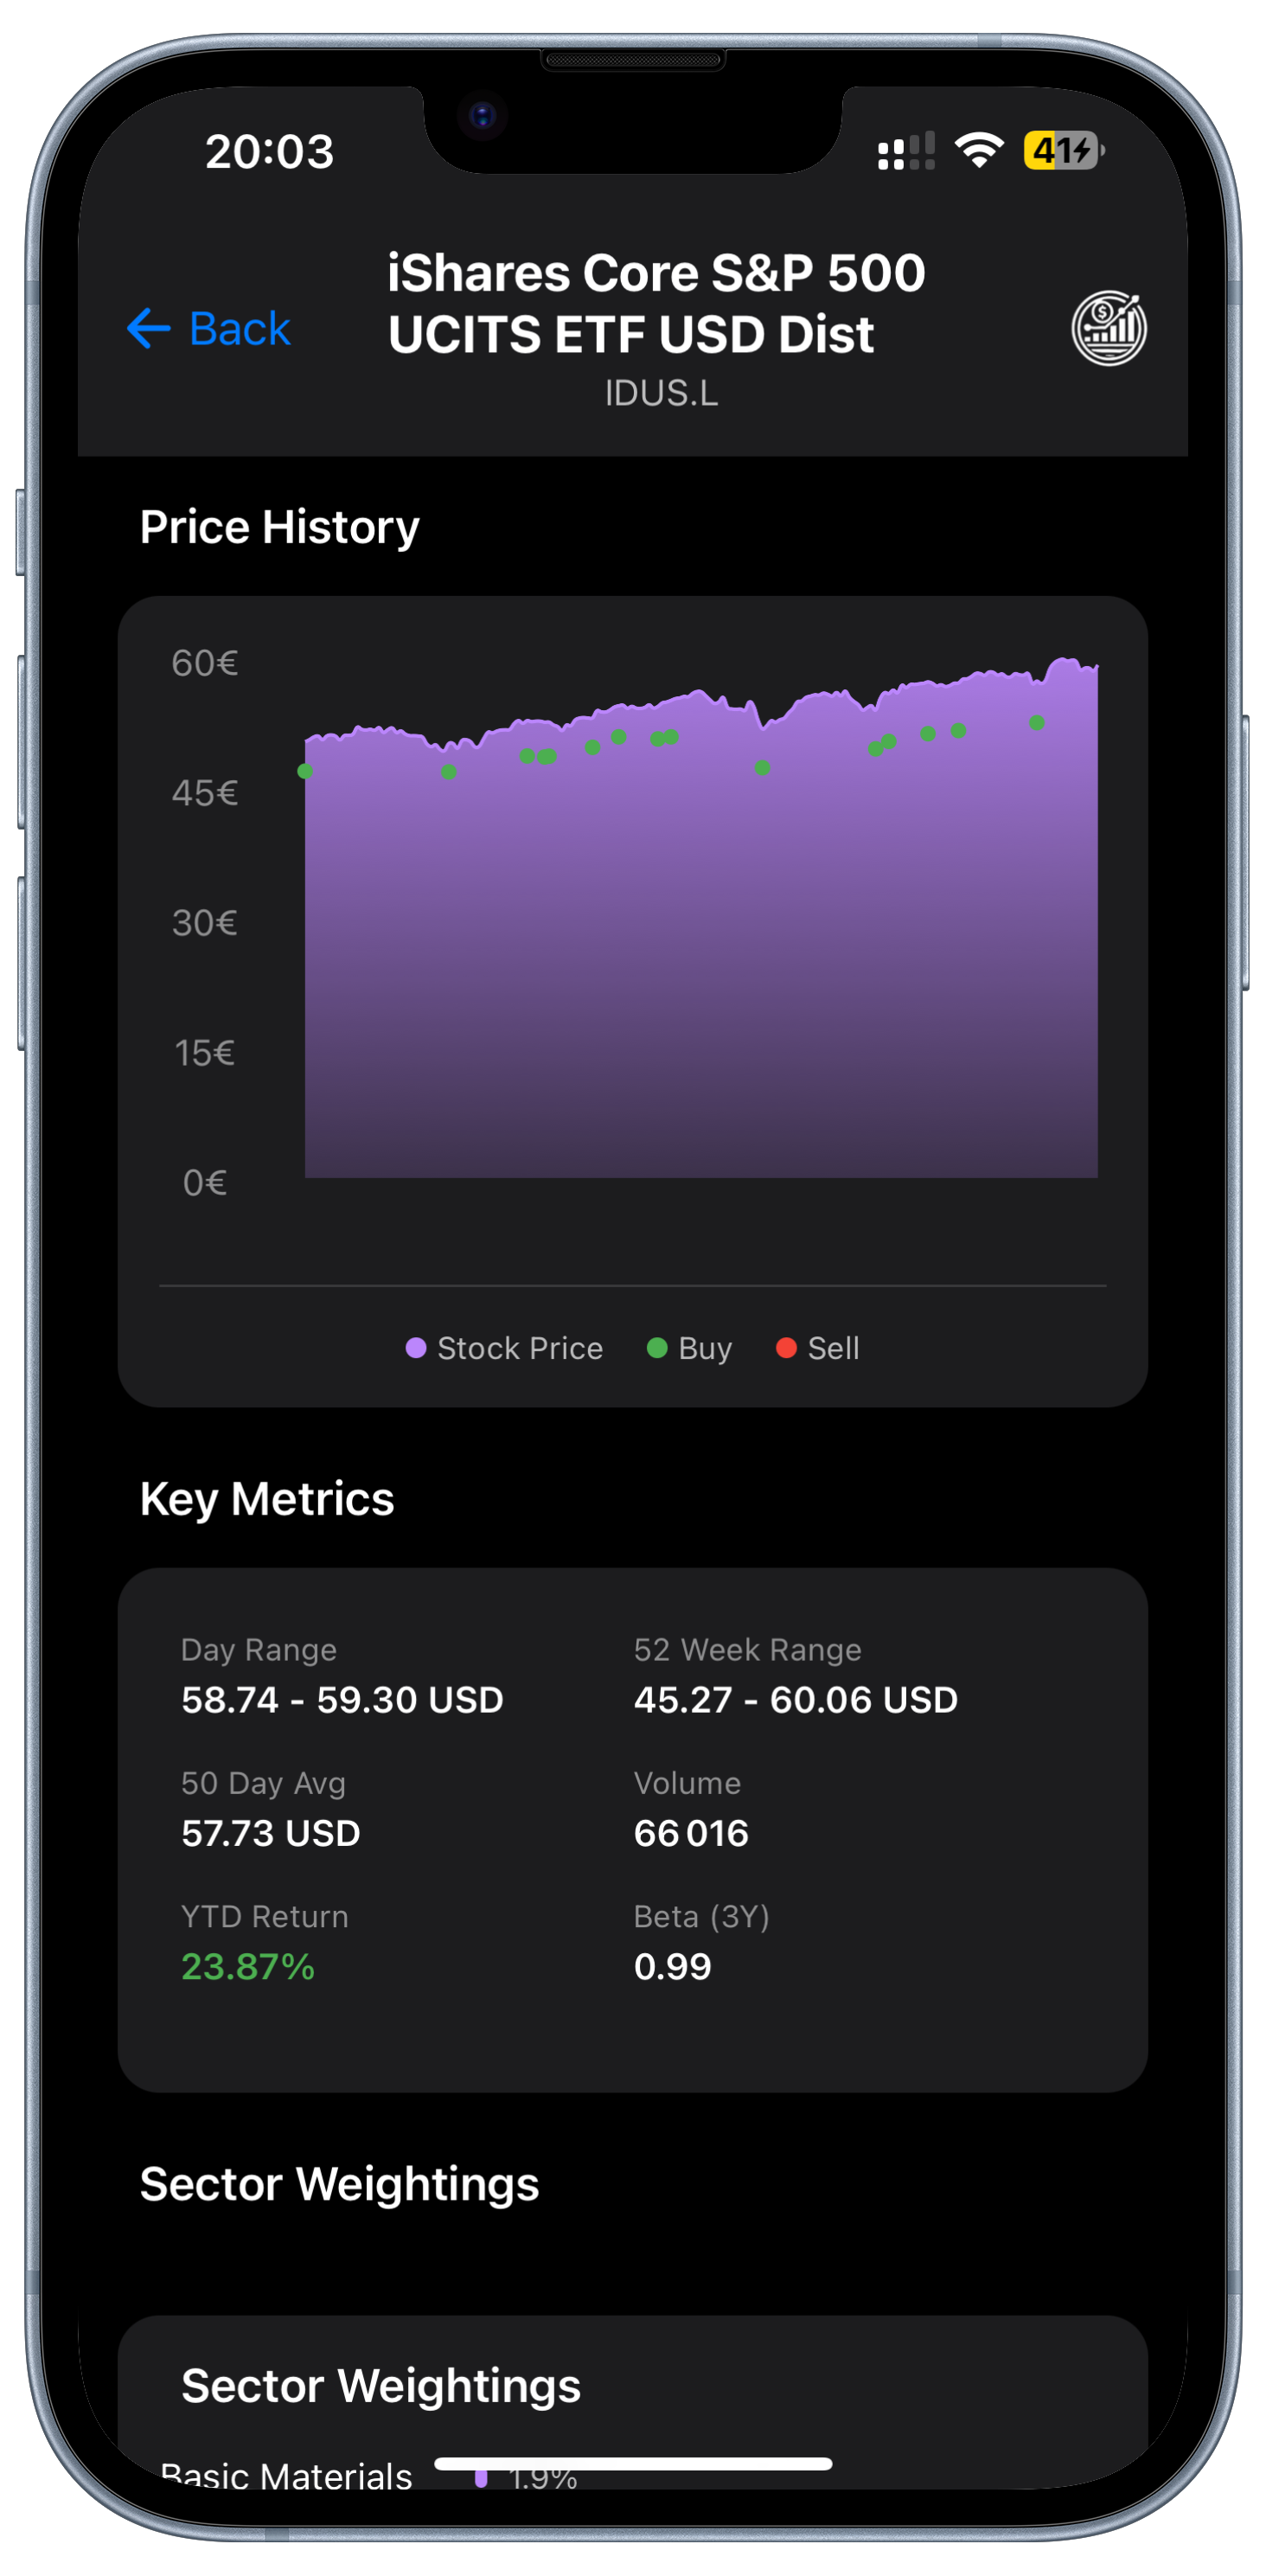 20:03
41
Back
iShares Core S&P 500
UCITS ETF USD Dist
IDUS.L
Price History
60€
45€
30€
15€
0€
Stock Price Buy Sell
Key Metrics
Day Range 52 Week Range
58.74 - 59.30 USD 45.27 - 60.06 USD
50 Day Avg Volume
57.73 USD 66 016
YTD Return Beta (3Y)
23.87% 0.99
Sector Weightings
Sector Weightings
Basic Materials 1.9%